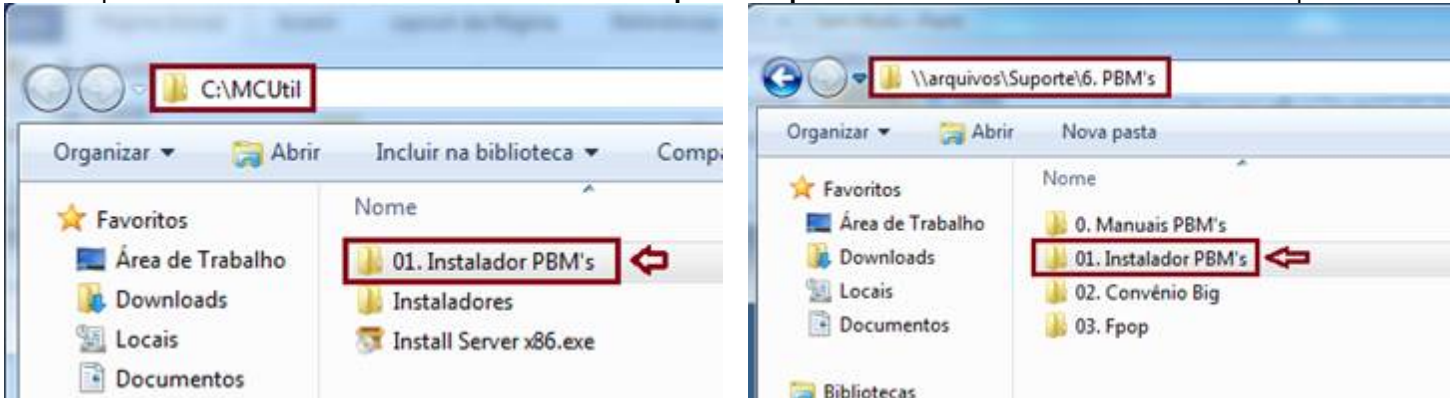 C:\MCUtil
Organizar Abrir Incluir na biblioteca Compa
Favoritos
Área de Trabalho
Downloads
Locais
Documentos
Nome
01. Instalador PBM's
Instaladores
Install Server x86.exe
\\arquivos\Suporte\6. PBM's
Organizar Abrir Nova pasta
Favoritos
Área de Trabalho
Downloads
Locais
Documentos
Bibliotecas
Nome
0. Manuais PBM's
01. Instalador PBM's
02. Convênio Big
03. Fpop